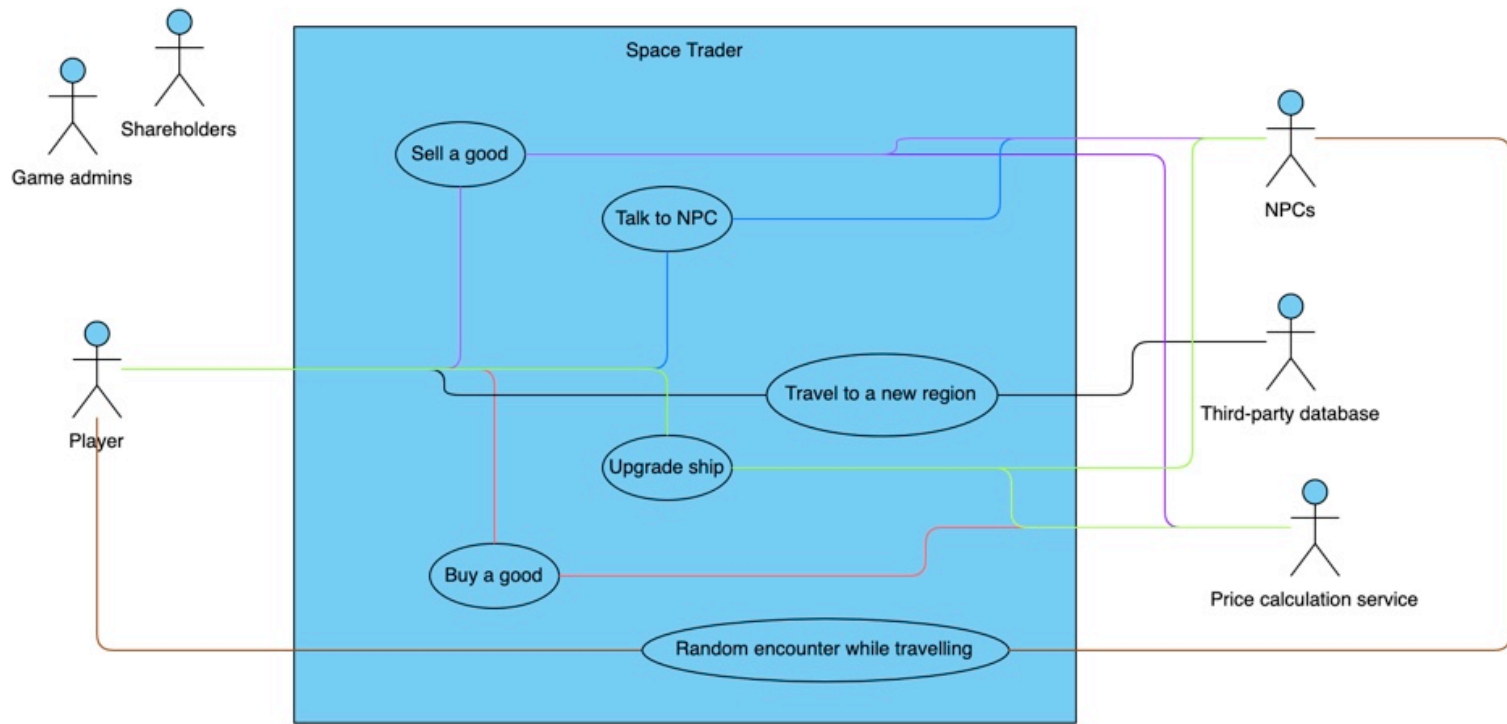 Space Trader
Shareholders
Game admins
Sell a good
Talk to NPC
NPCs
Player
Travel to a new region
Third-party database
Upgrade ship
Buy a good
Price calculation service
Random encounter while travelling